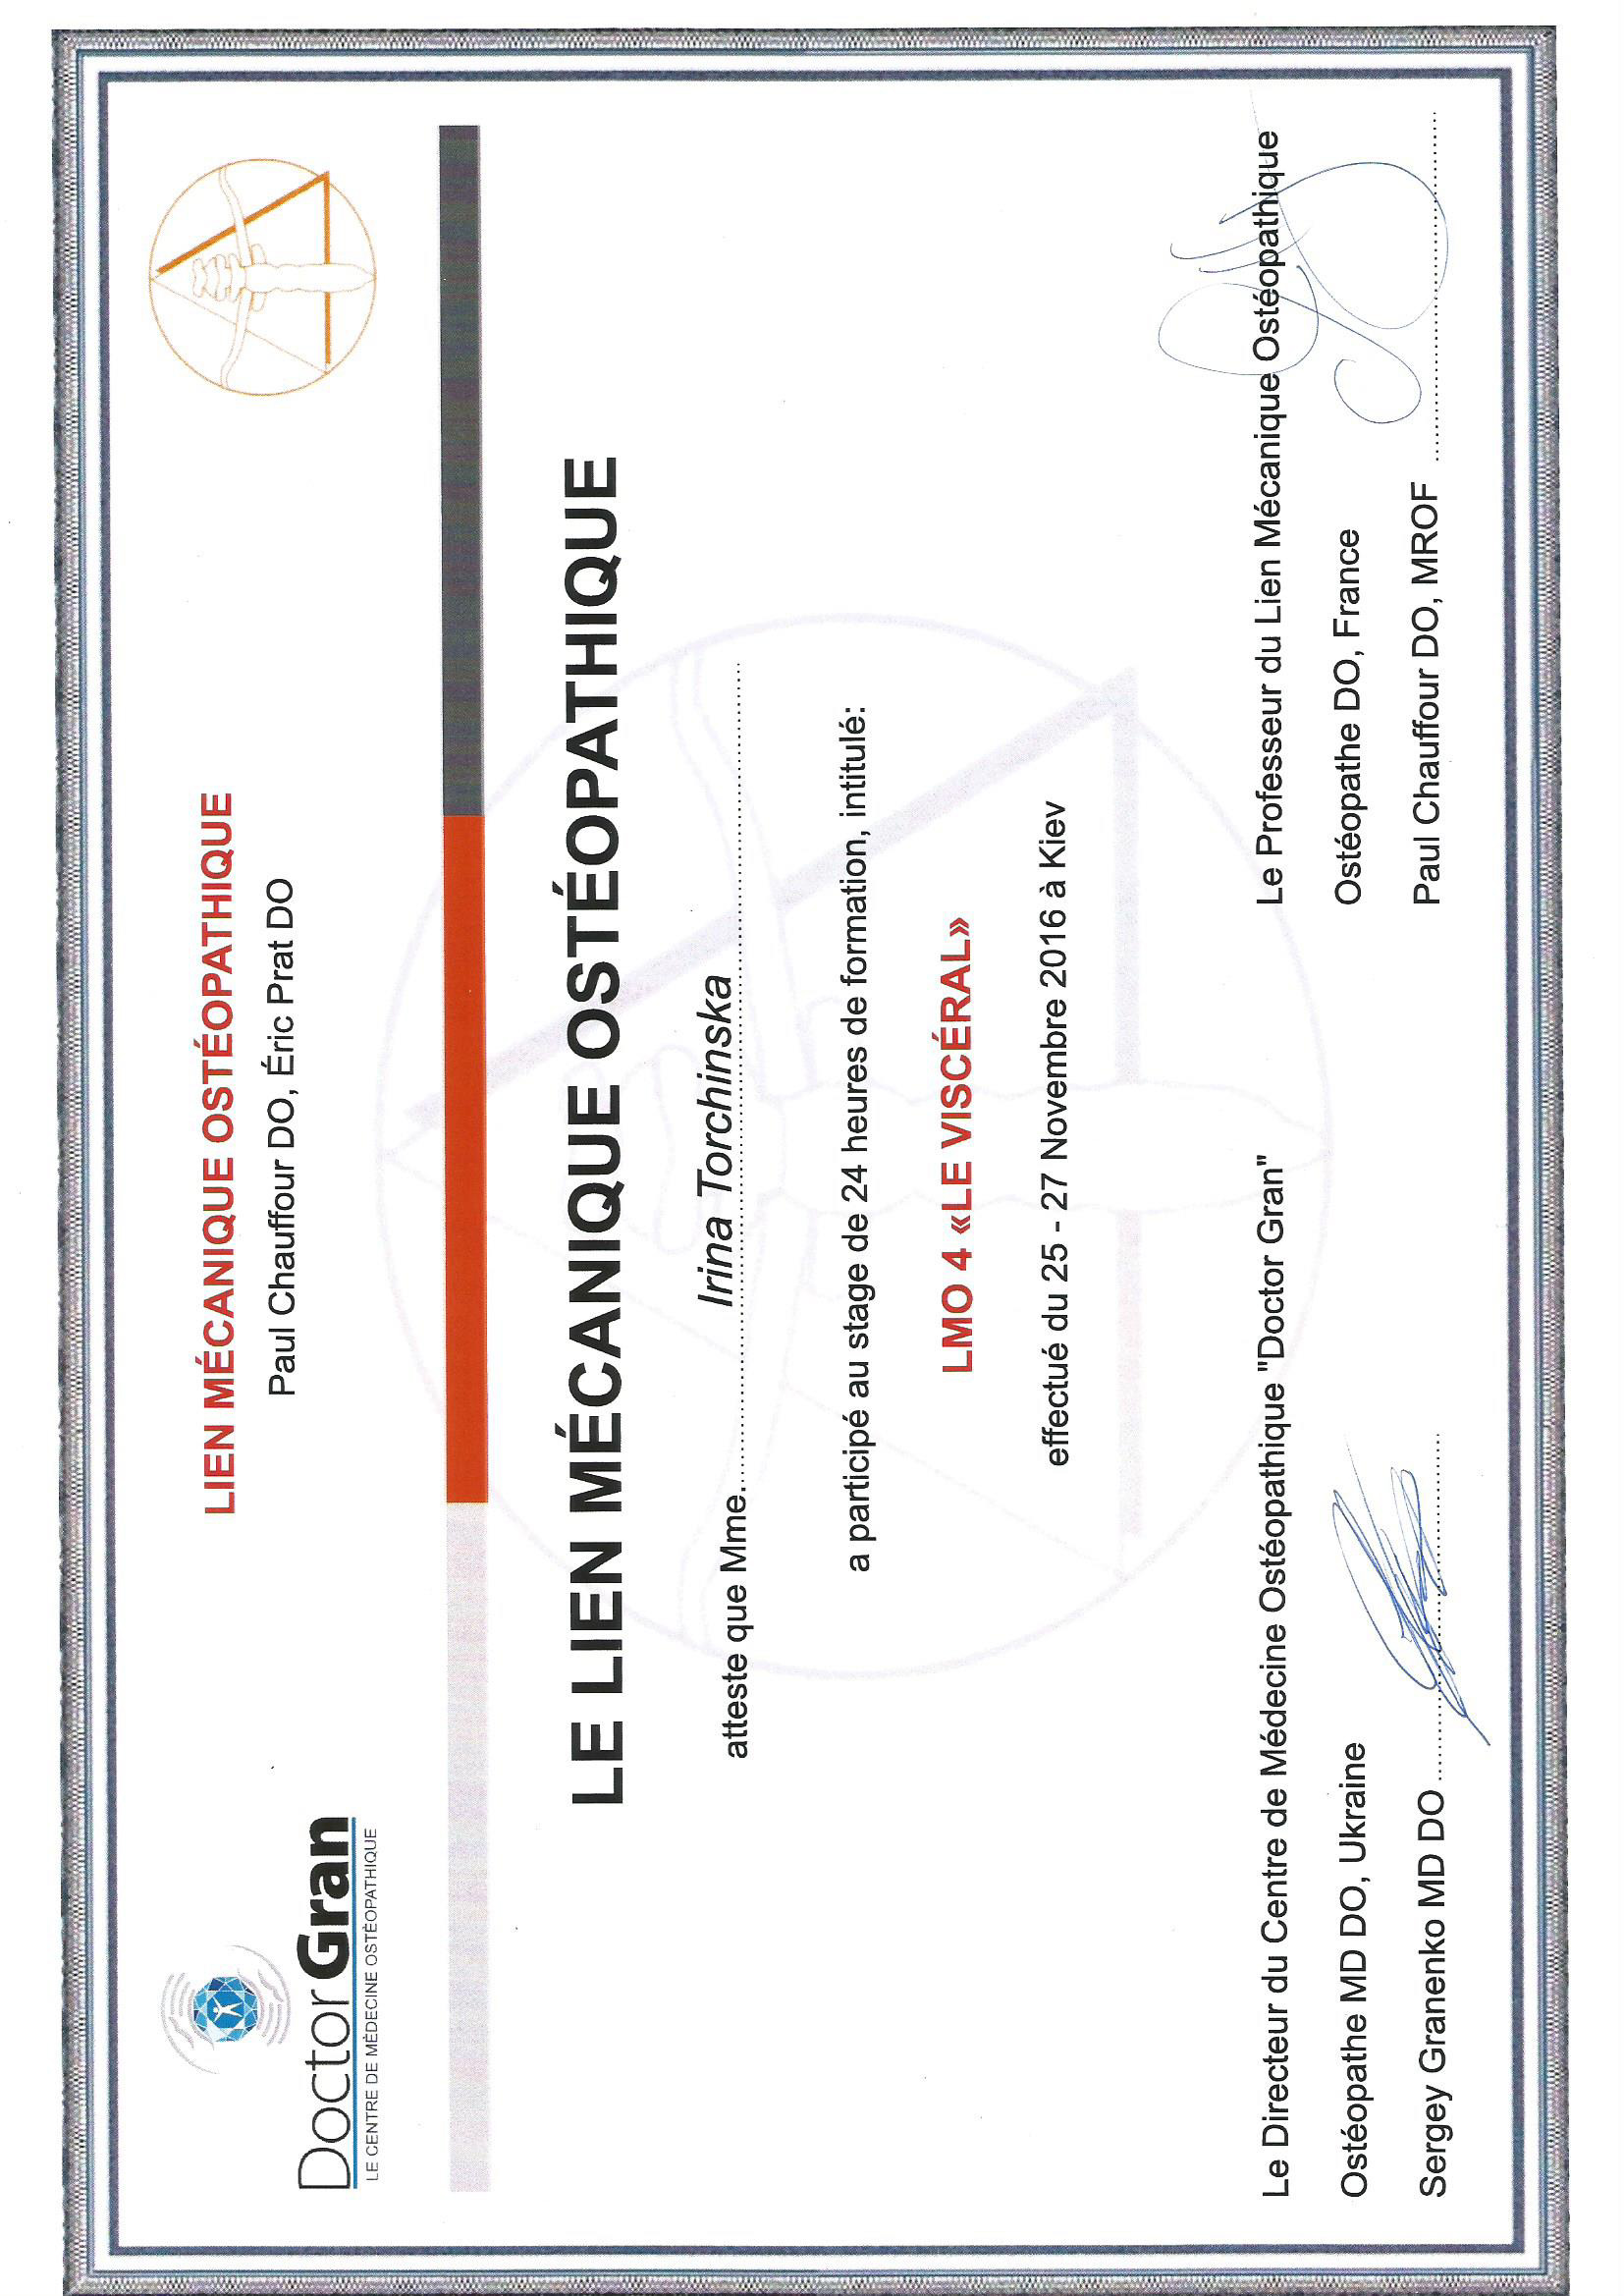 Doctor Gran
LE CENTRE DE MÉDECINE OSTÉOPATHIQUE
LIEN MÉCANIQUE OSTÉOPATHIQUE
Paul Chauffour DO, Éric Prat DO
LE LIEN MÉCANIQUE OSTÉOPATHIQUE
atteste que Mme. Irina Torchinska
a participé au stage de 24 heures de formation, intitulé:
LMO 4 «LE VISCÉRAL»
effectué du 25 - 27 Novembre 2016 à Kiev
Le Directeur du Centre de Médecine Ostéopathique "Doctor Gran"
Ostéopathe MD DO, Ukraine
Sergey Granenko MD DO
Le Professeur du Lien Mécanique Ostéopathique
Ostéopathe DO, France
Paul Chauffour DO, MROF